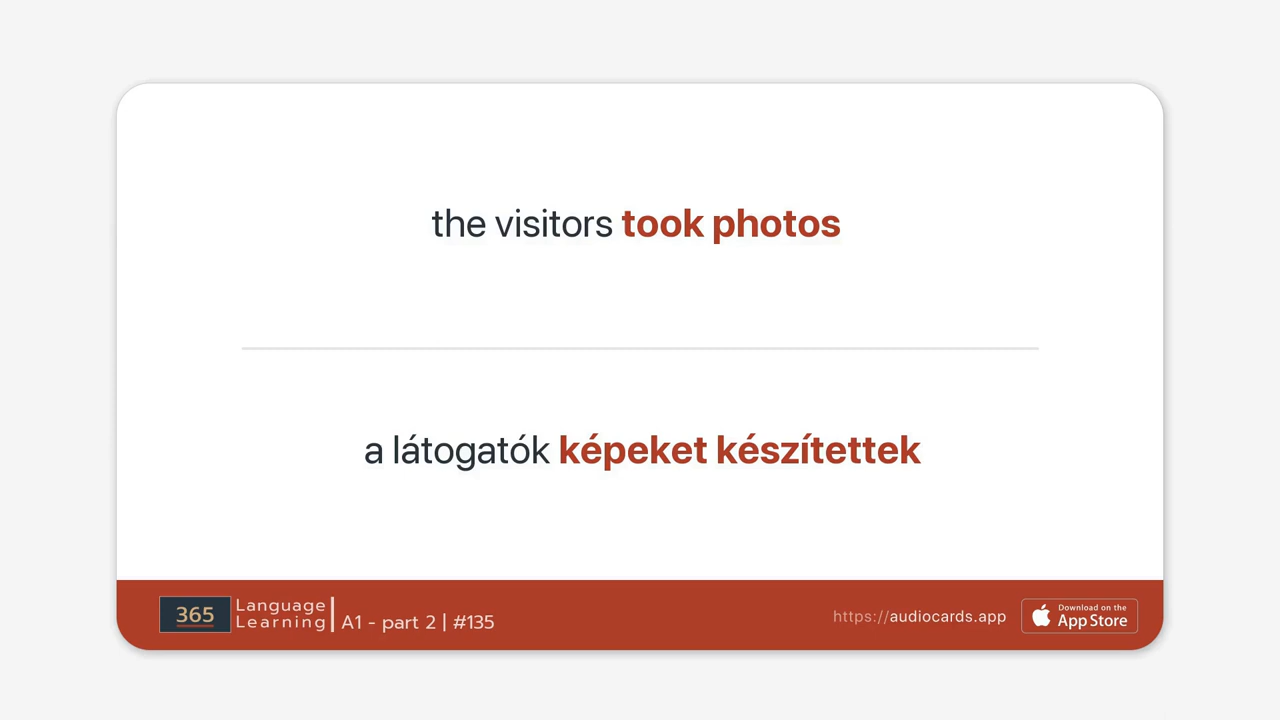 the visitors took photos
a látogatók képeket készítettek
365
Language
Learning
A1 - part 2 | #135
https://audiocards.app
Download on the
App Store